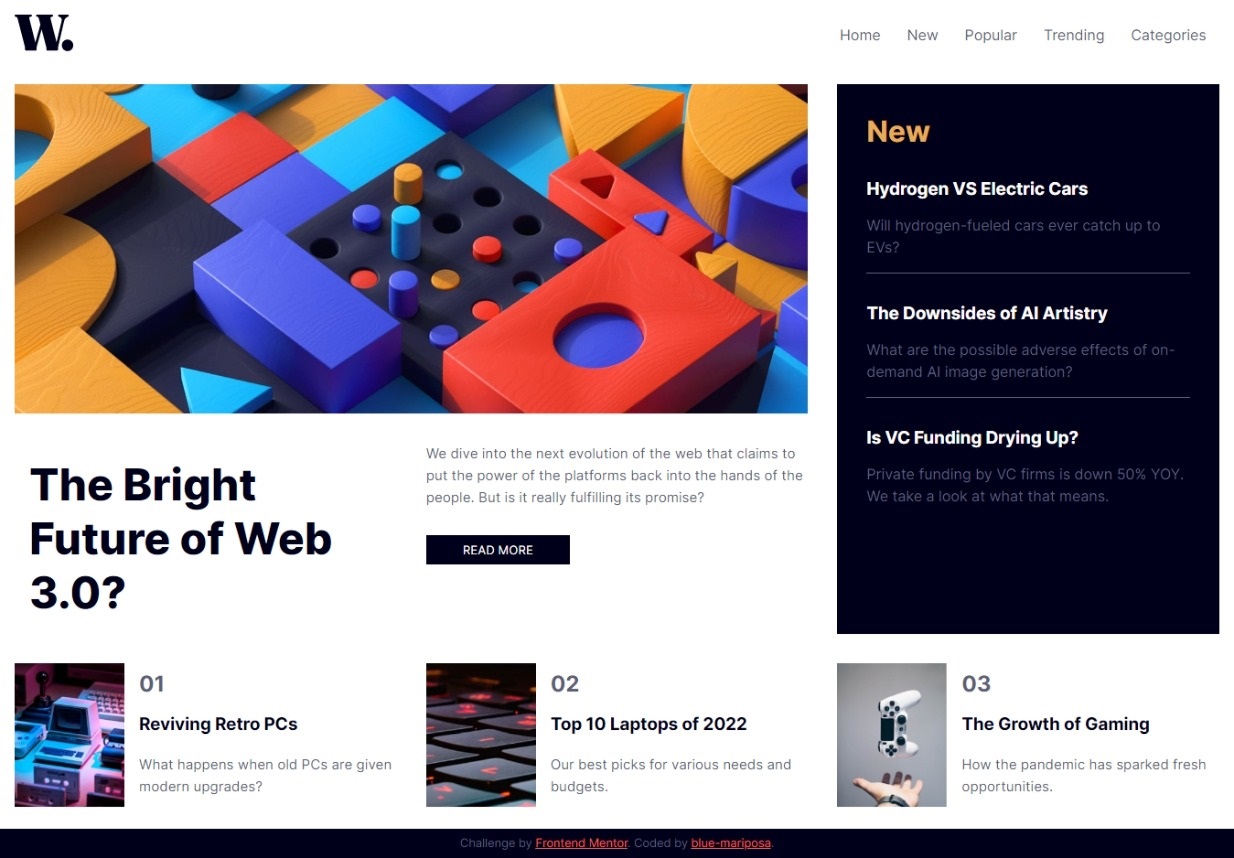 W.
Home New Popular Trending Categories
New
Hydrogen VS Electric Cars
Will hydrogen-fueled cars ever catch up to
EVs?
The Downsides of AI Artistry
What are the possible adverse effects of on-
demand AI image generation?
Is VC Funding Drying Up?
Private funding by VC firms is down 50% YOY.
We take a look at what that means.
The Bright
Future of Web
3.0?
We dive into the next evolution of the web that claims to
put the power of the platforms back into the hands of the
people. But is it really fulfilling its promise?
READ MORE
01
Reviving Retro PCs
What happens when old PCs are given
modern upgrades?
02
Top 10 Laptops of 2022
Our best picks for various needs and
budgets.
03
The Growth of Gaming
How the pandemic has sparked fresh
opportunities.
Challenge by Frontend Mentor. Coded by blue-mariposa.